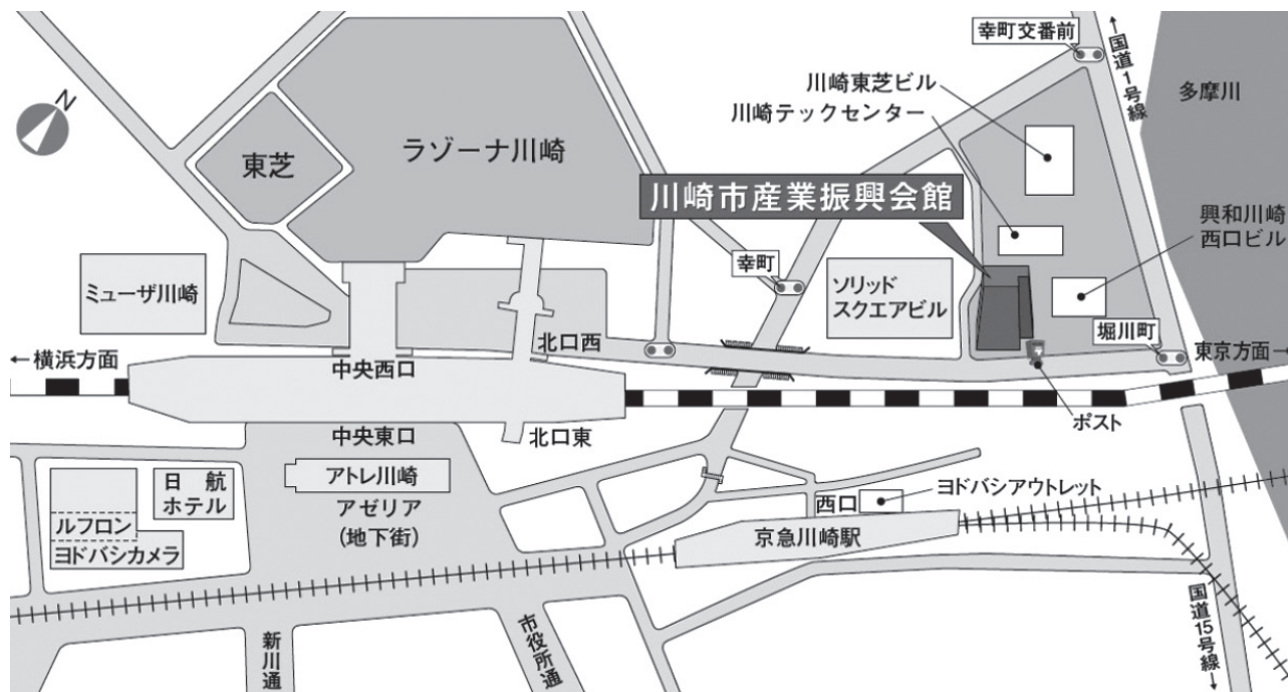 N
幸町交番前
←国道1号線
川崎東芝ビル
川崎テックセンター
多摩川
東芝
ラゾーナ川崎
川崎市産業振興会館
興和川崎
西口ビル
ミューザ川崎
幸町
ソリッド
スクエアビル
堀川町
北口西
←横浜方面
中央西口
東京方面→
ポスト
中央東口
北口東
アトレ川崎
日航
ホテル
アゼリア
(地下街)
ルフロン
ヨドバシカメラ
西口
ヨドバシアウトレット
京急川崎駅
国道15号線→
新川通
市役所通